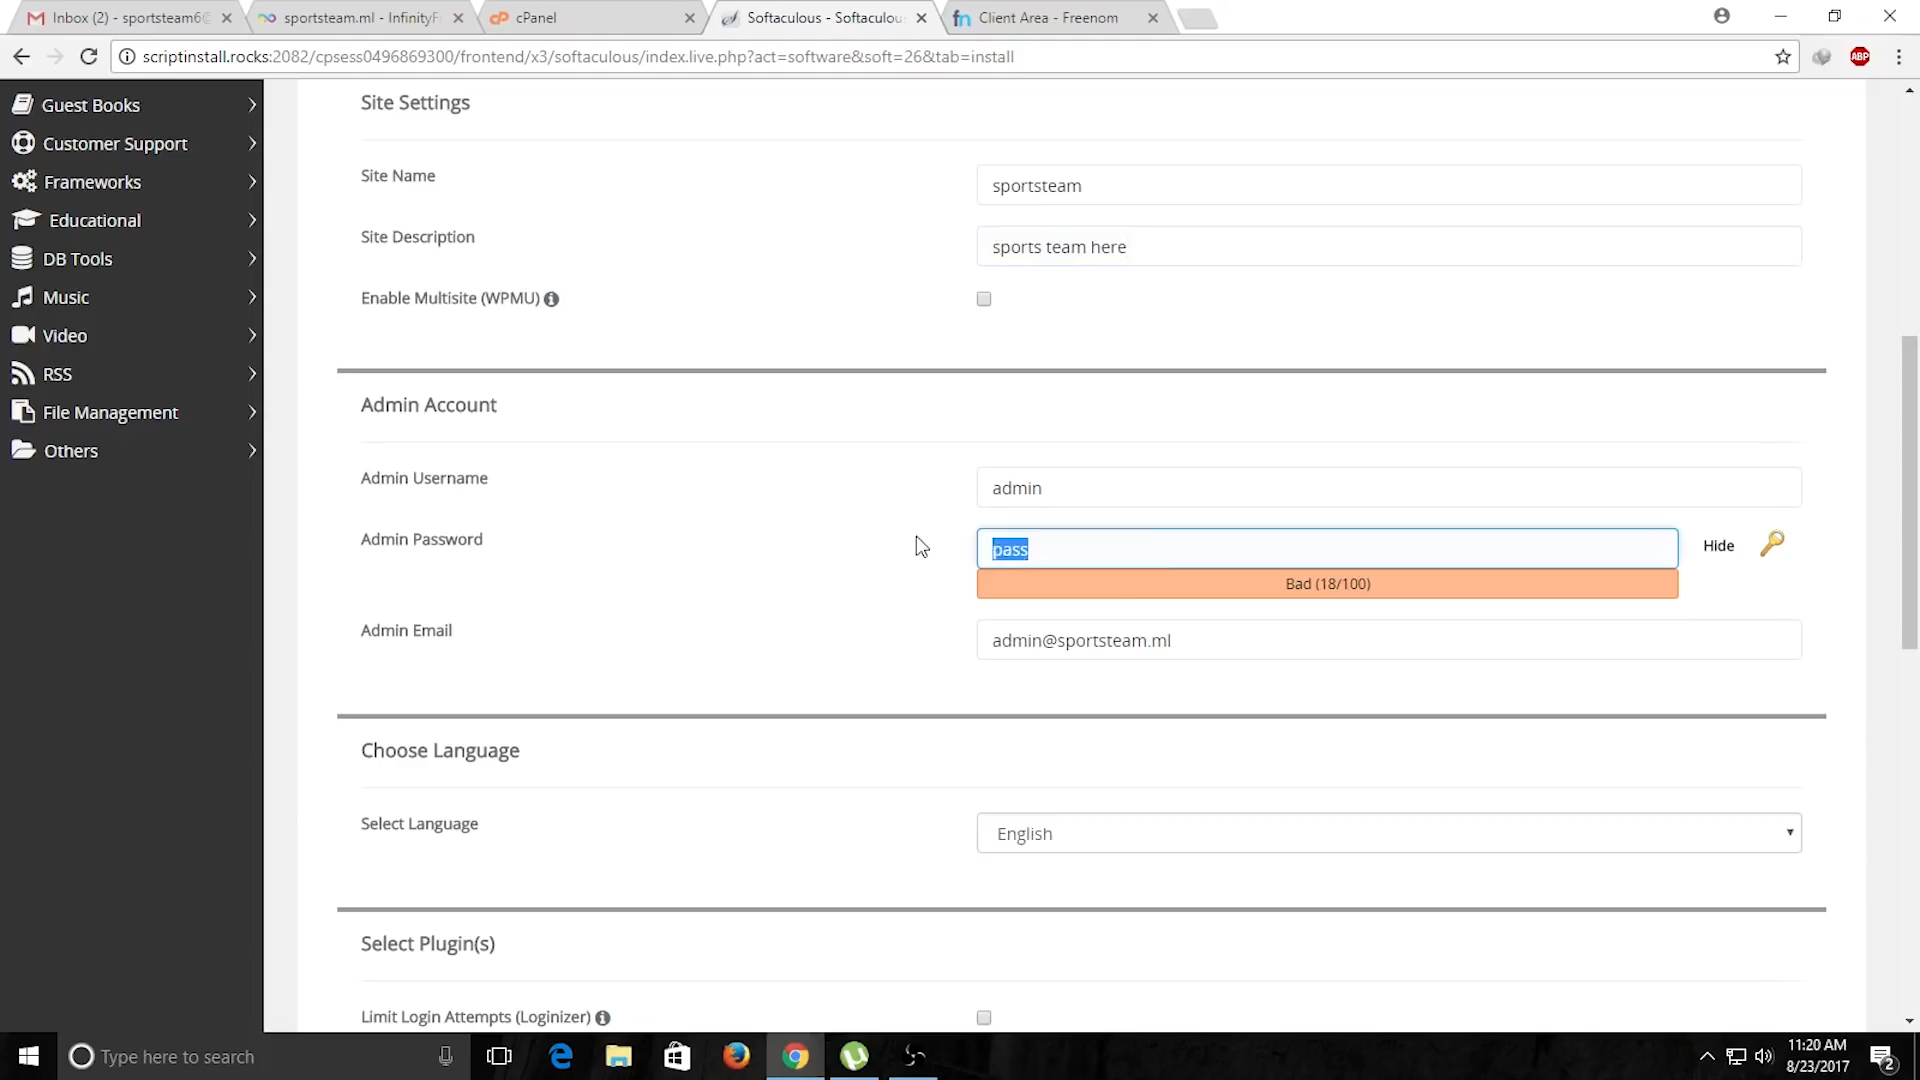 Inbox (2) - sportsteam6@
sportsteam.ml - InfinityF
cPanel
Softaculous - Softaculou
Client Area - Freenom
scriptinstall.rocks:2082/cpsess0496869300/frontend/x3/softaculous/index.live.php?act=software&soft=26&tab=install
ABP
Guest Books
Customer Support
Frameworks
Educational
DB Tools
Music
Video
RSS
File Management
Others
Site Settings
Site Name
sportsteam
Site Description
sports team here
Enable Multisite (WPMU)
Admin Account
Admin Username
admin
Admin Password
pass
Hide
Bad (18/100)
Admin Email
admin@sportsteam.ml
Choose Language
Select Language
English
Select Plugin(s)
Limit Login Attempts (Loginizer)
Type here to search
11:20 AM
8/23/2017
2